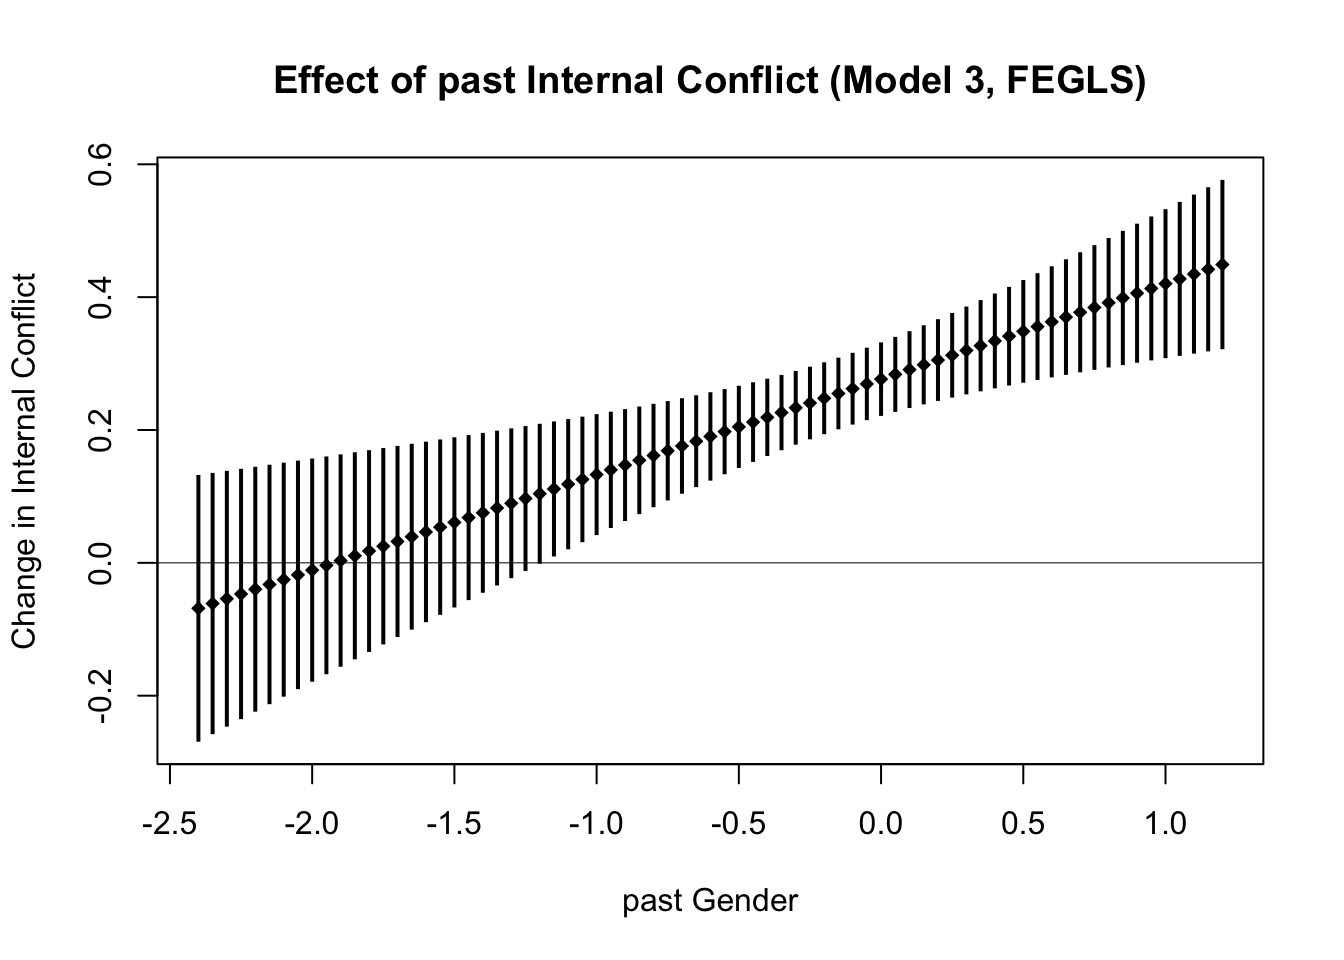 Effect of past Internal Conflict (Model 3, FEGLS)
Change in Internal Conflict
0.6
0.4
0.2
0.0
-0.2
-2.5 -2.0 -1.5 -1.0 -0.5 0.0 0.5 1.0
past Gender